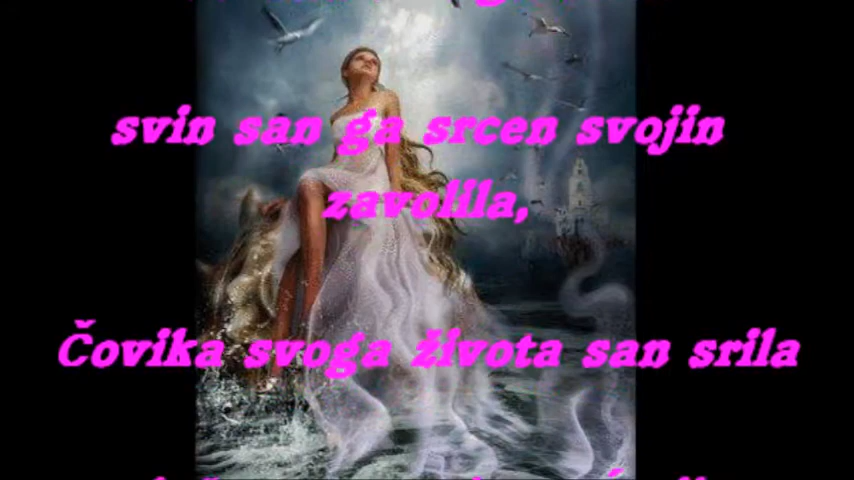 svin san ga srcen svojin
zavolila,
Čovika svoga života san srila